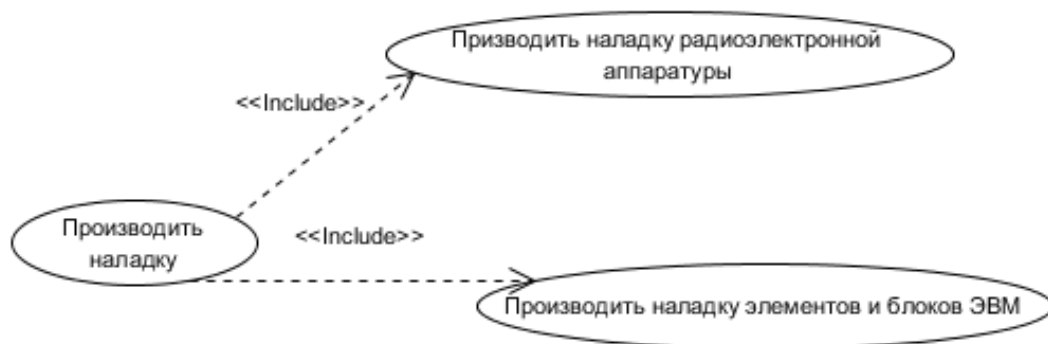 Призводить наладку радиоэлектронной
аппаратуры
<<Include>>
Производить
наладку
<<Include>>
Производить наладку элементов и блоков ЭВМ